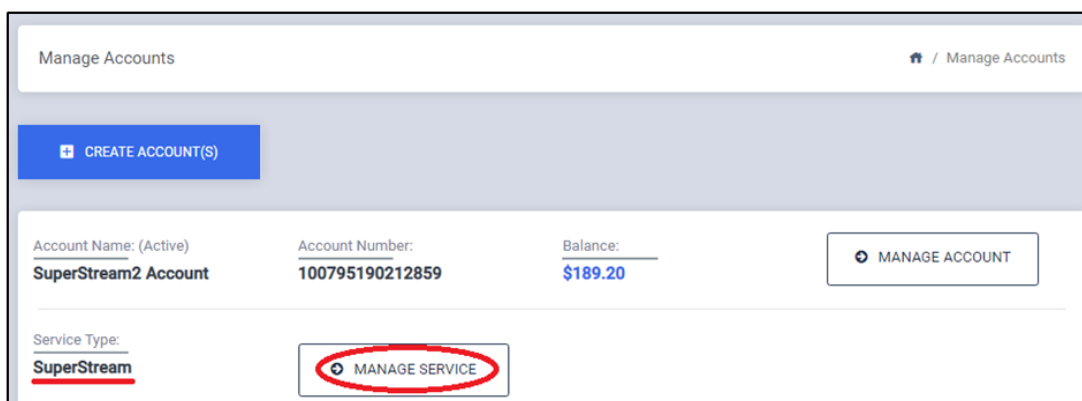 Manage Accounts
/ Manage Accounts
CREATE ACCOUNT(S)
Account Name: (Active)
SuperStream2 Account
Account Number:
100795190212859
Balance:
$189.20
MANAGE ACCOUNT
Service Type:
SuperStream
MANAGE SERVICE